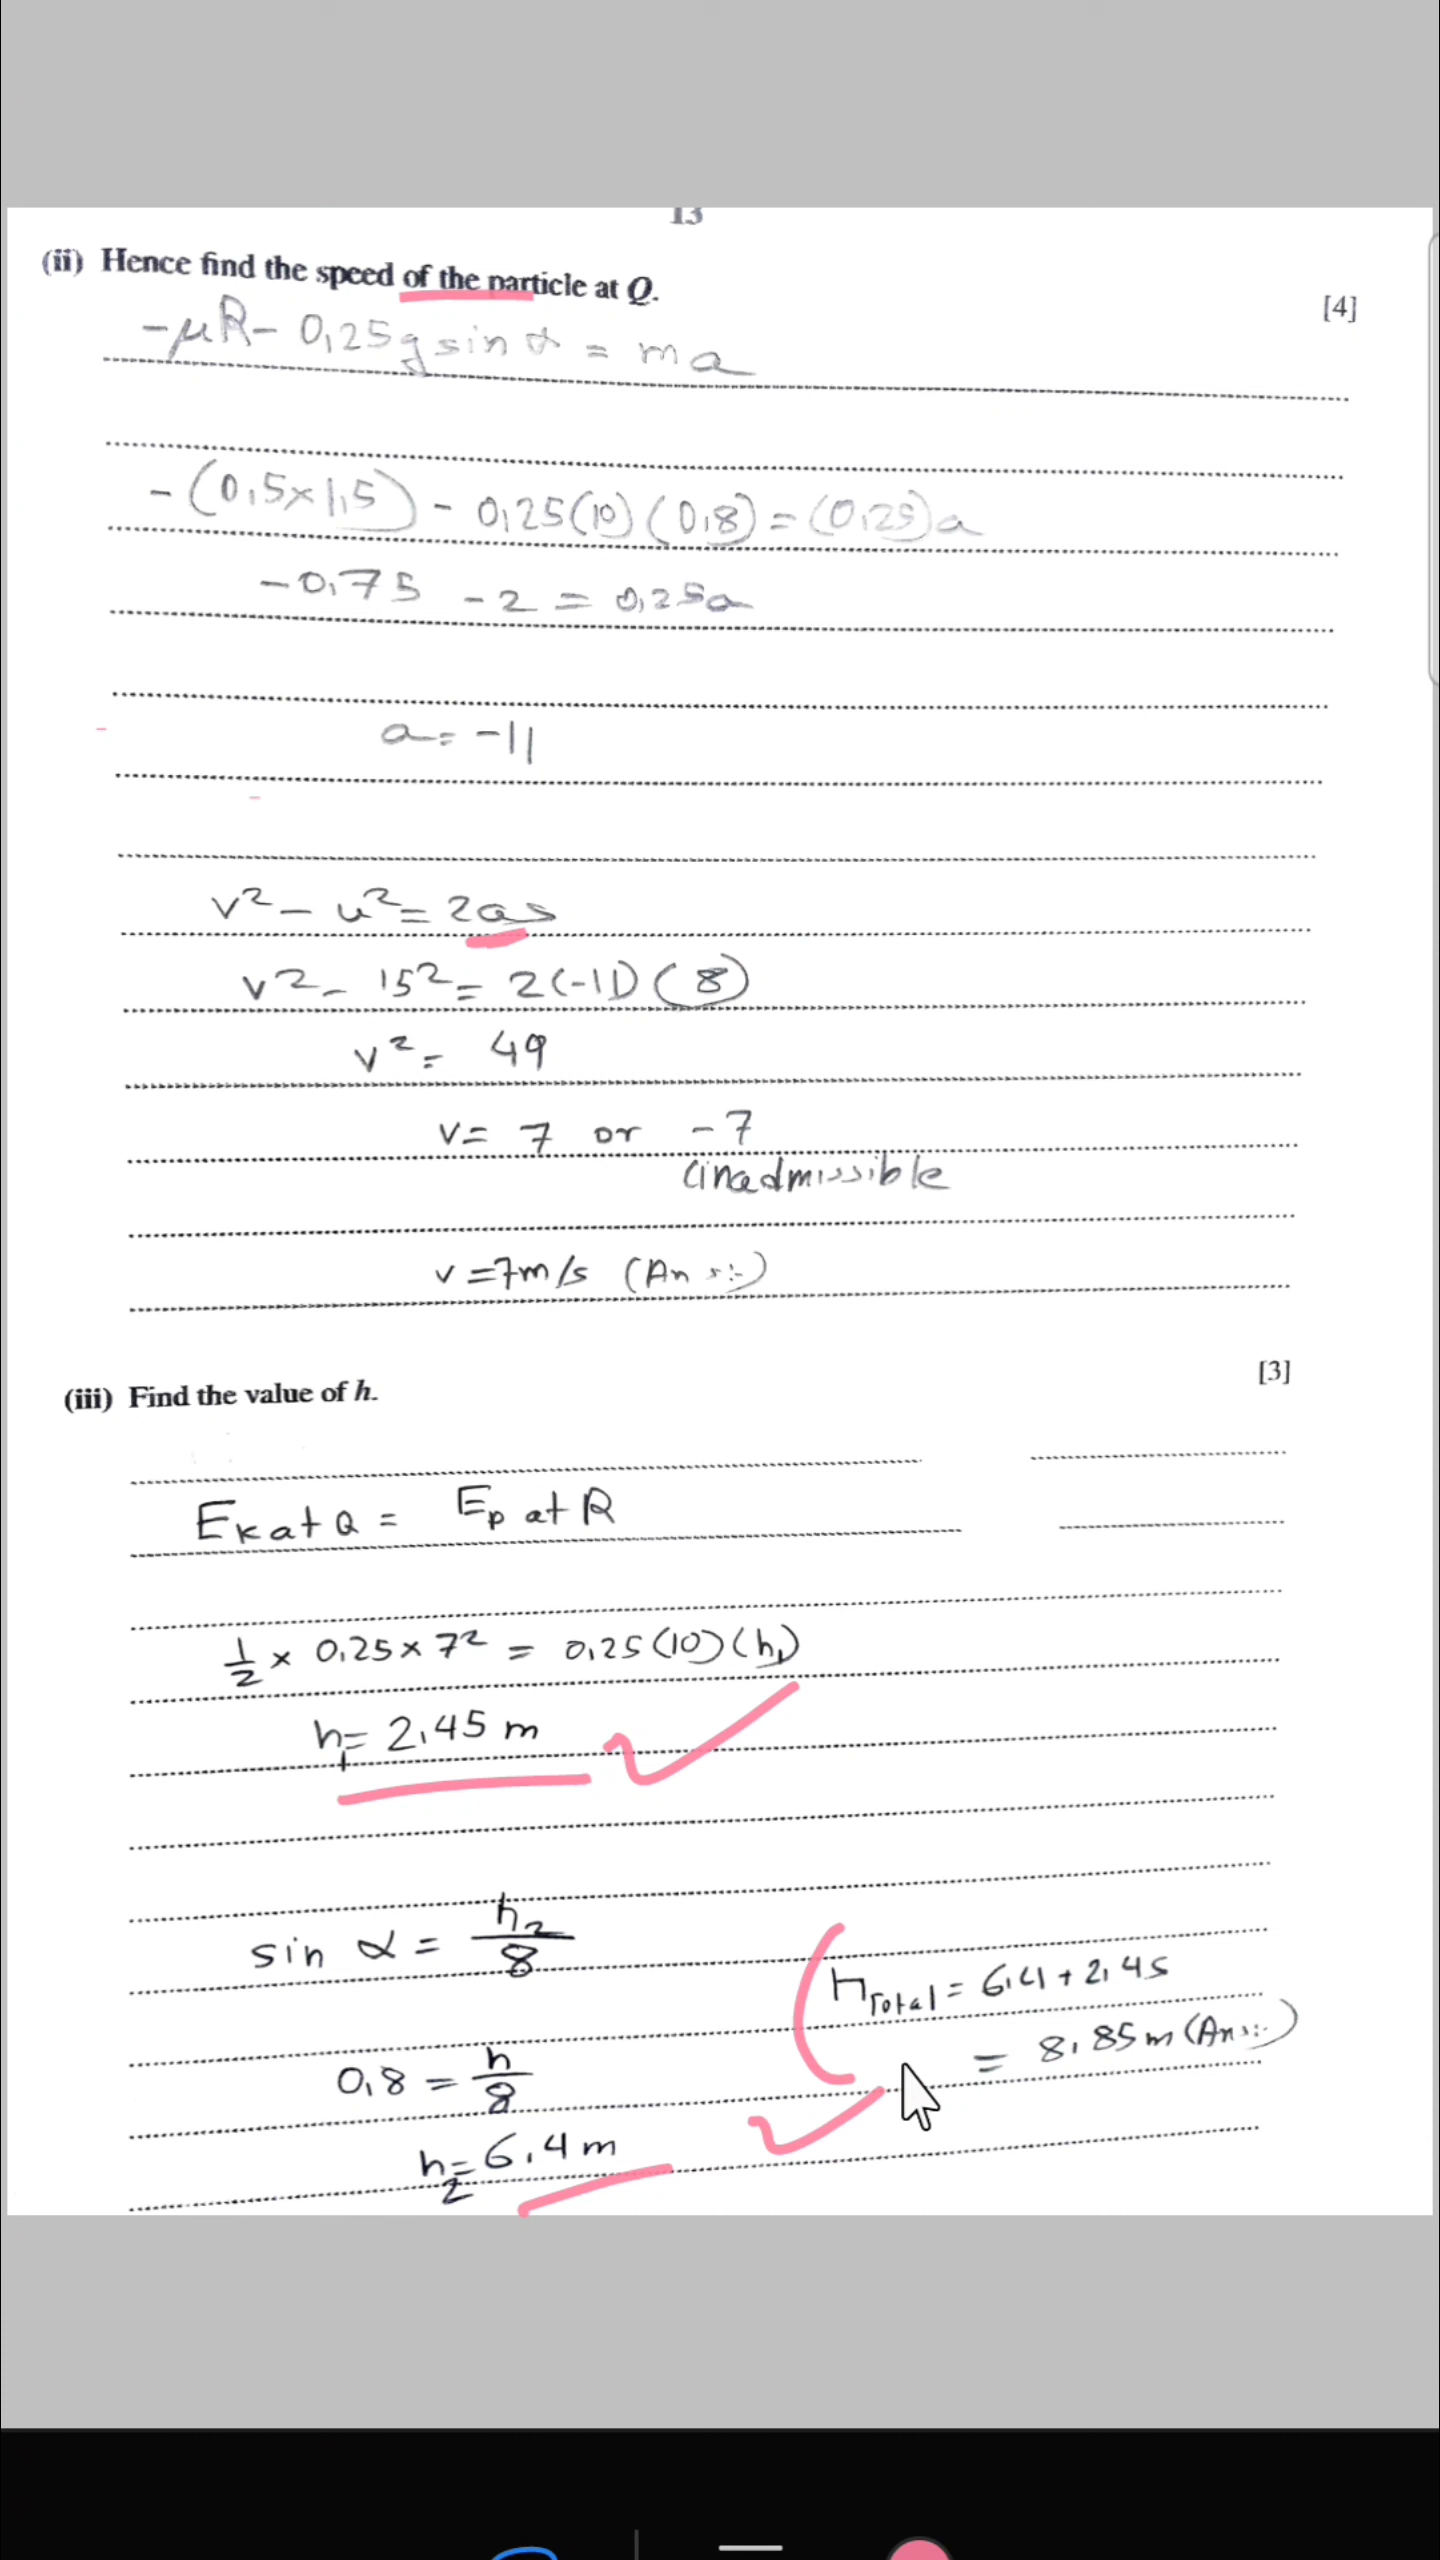 13
(ii) Hence find the speed of the particle at Q.
[4]
-μR - 0,25g sin α = ma
-(0,5×1,5) - 0,25(10)(0,8) = (0,25)a
-0,75 - 2 = 0,25a
a = -11
v² - u² = 2as
v² - 15² = 2(-11)(8)
v² = 49
v = 7 or -7
(inadmissible
v = 7m/s (Ans:-)
(iii) Find the value of h.
[3]
Ek at Q = Ep at R
1/2 × 0,25 × 7² = 0,25(10)(h₁)
h₁ = 2,45 m
sin α = h₂/8
hTotal = 6,4 + 2,45
= 8,85m (Ans:-)
0,8 = h/8
h₂ = 6,4 m